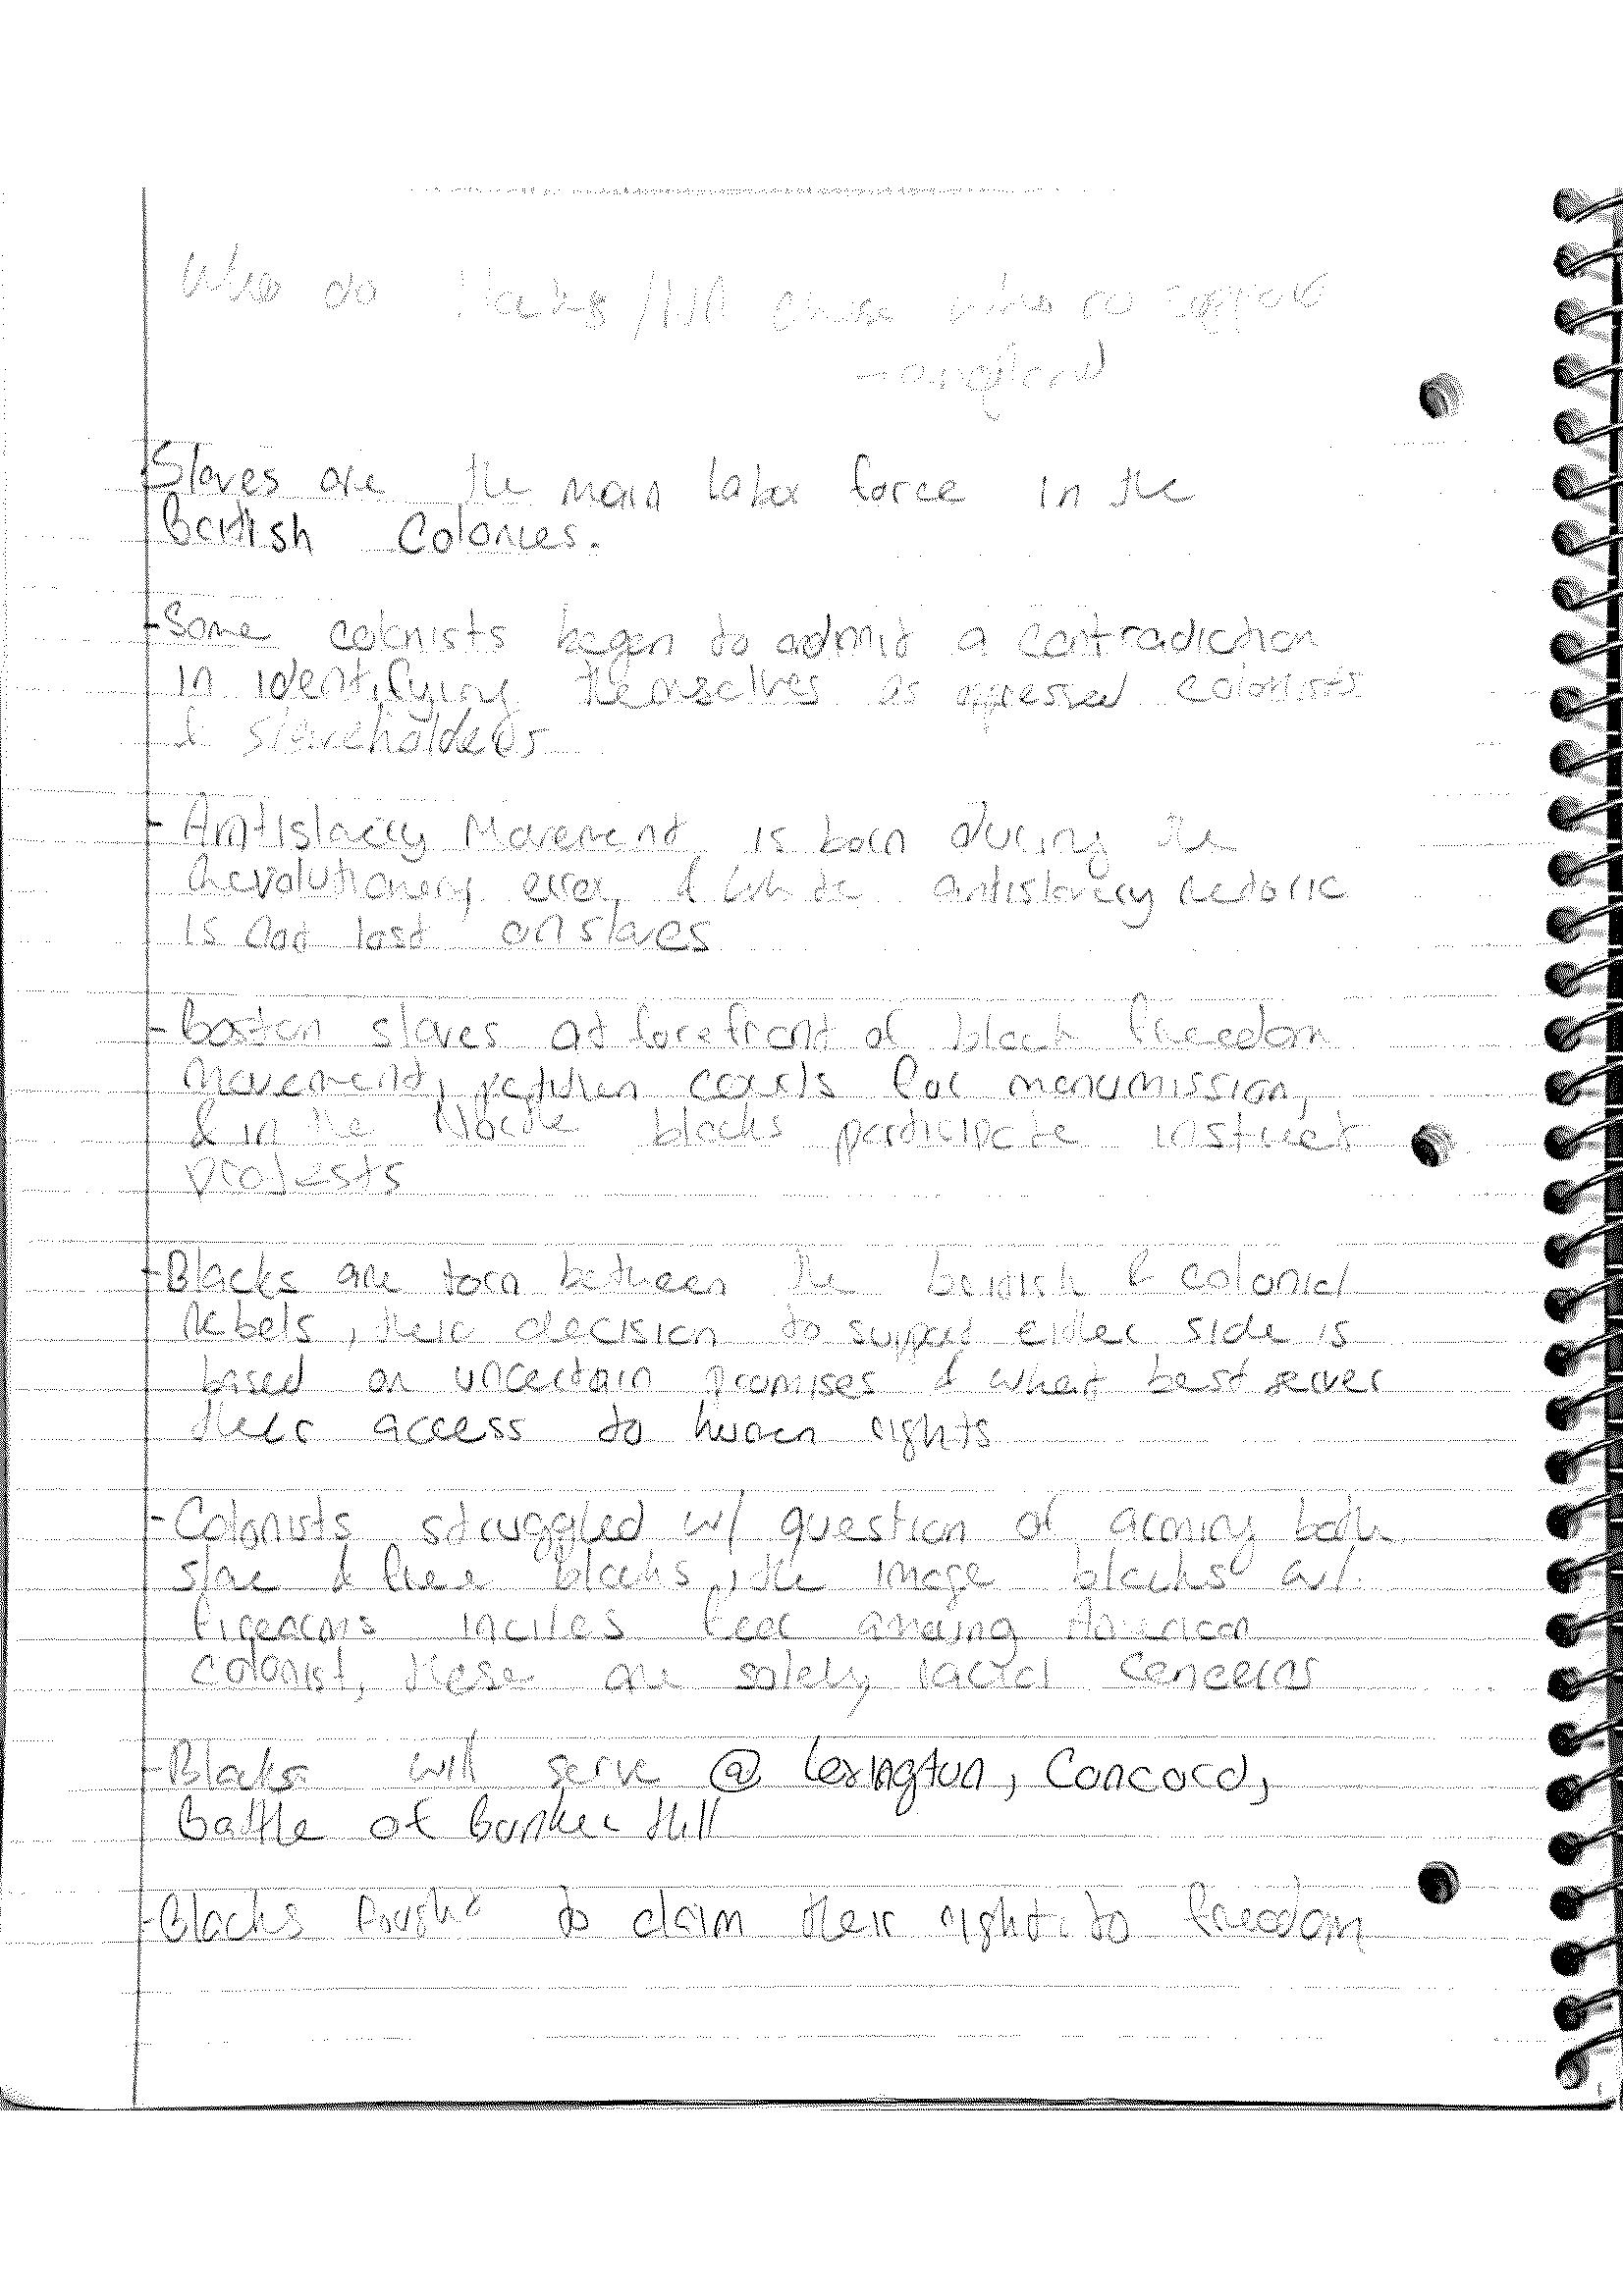 Who do blacks/NA chose who to support
- england
Slaves are the main labor force in the
British Colonies.
- Some colonists began to admit a contradiction
in identifying themselves as oppressed colonists
& slaveholders
- Antislavery Movement is born during the
Revolutionary error, & white antislavery retoric
is not lost on slaves
- Boston slaves at forefront of black freedom
movement, petition courts for manumission,
& in the North blacks participate in street
protests
- Blacks are torn between the british & colonial
rebels, their decision to support either side is
based on uncertain promises & what best serves
their access to human rights
- Colonists struggled w/ question of arming both
slave & free blacks, the image blacks w/
firearms incites fear among American
colonist, these are solely racial concerns
- Blacks will serve @ Lexington, Concord,
Battle of Bunker Hill
- Blacks fought to claim their right to freedom